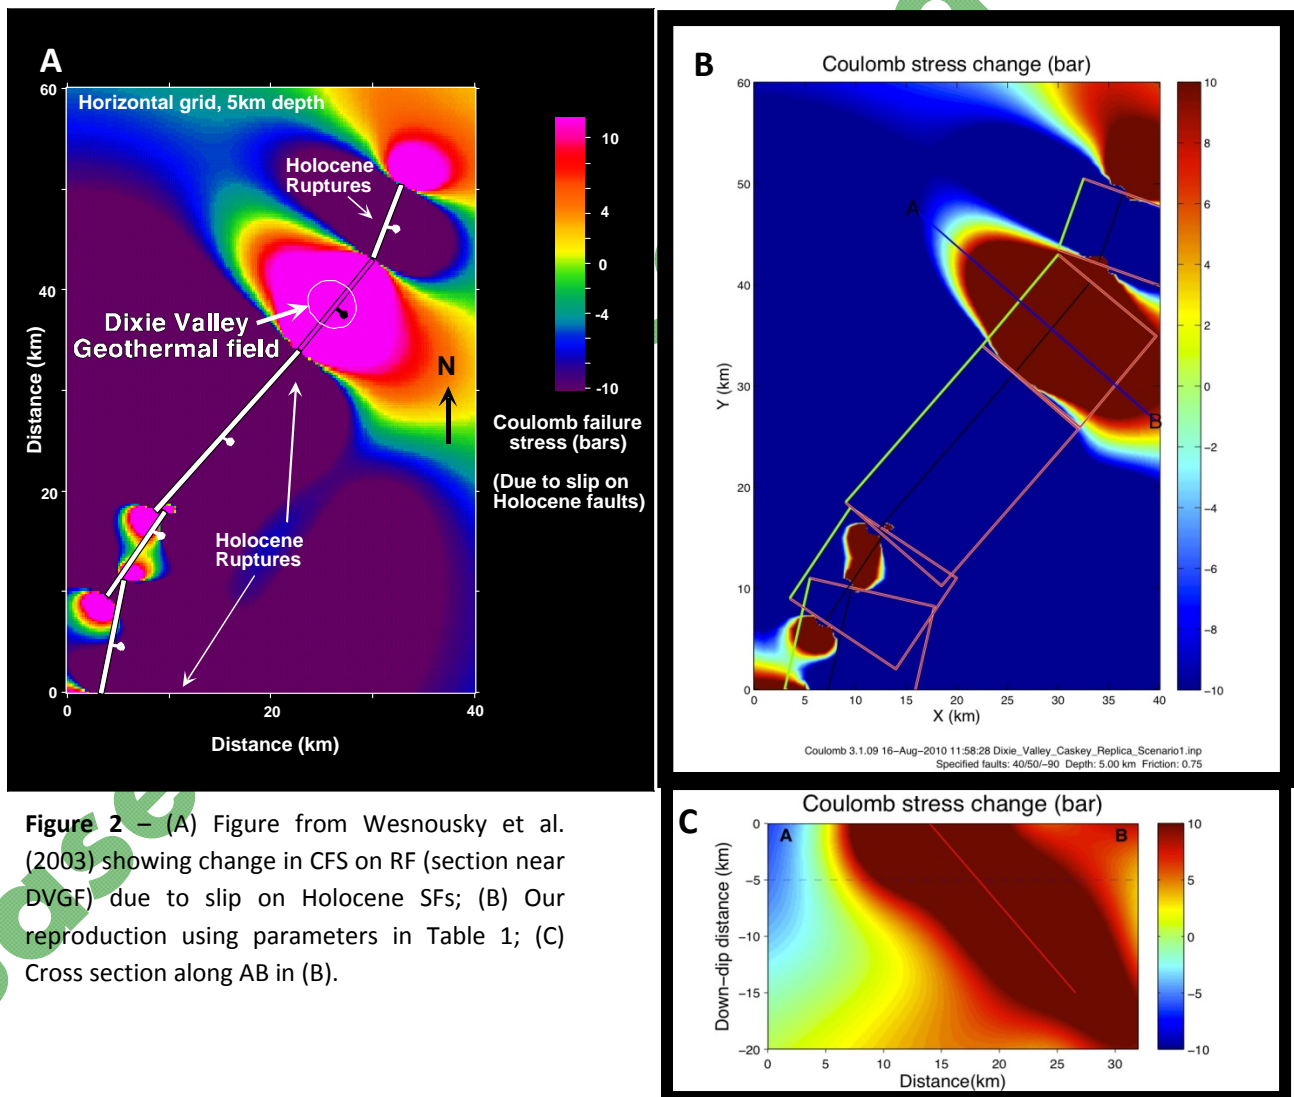 A
Horizontal grid, 5km depth
60
40
20
0
0
20
40
Distance (km)
Distance (km)
Holocene
Ruptures
Dixie Valley
Geothermal field
N
Holocene
Ruptures
10
4
0
-4
-10
Coulomb failure
stress (bars)
(Due to slip on
Holocene faults)
B
Coulomb stress change (bar)
60
50
40
30
20
10
0
0
5
10
15
20
25
30
35
40
Y (km)
X (km)
A
B
10
8
6
4
2
0
−2
−4
−6
−8
−10
Coulomb 3.1.09 16−Aug−2010 11:58:28 Dixie_Valley_Caskey_Replica_Scenario1.inp
Specified faults: 40/50/−90 Depth: 5.00 km Friction: 0.75
C
Coulomb stress change (bar)
A
B
0
−5
−10
−15
−20
0
5
10
15
20
25
30
Down−dip distance (km)
Distance(km)
10
5
0
−5
−10
Figure 2 – (A) Figure from Wesnousky et al.
(2003) showing change in CFS on RF (section near
DVGF) due to slip on Holocene SFs; (B) Our
reproduction using parameters in Table 1; (C)
Cross section along AB in (B).